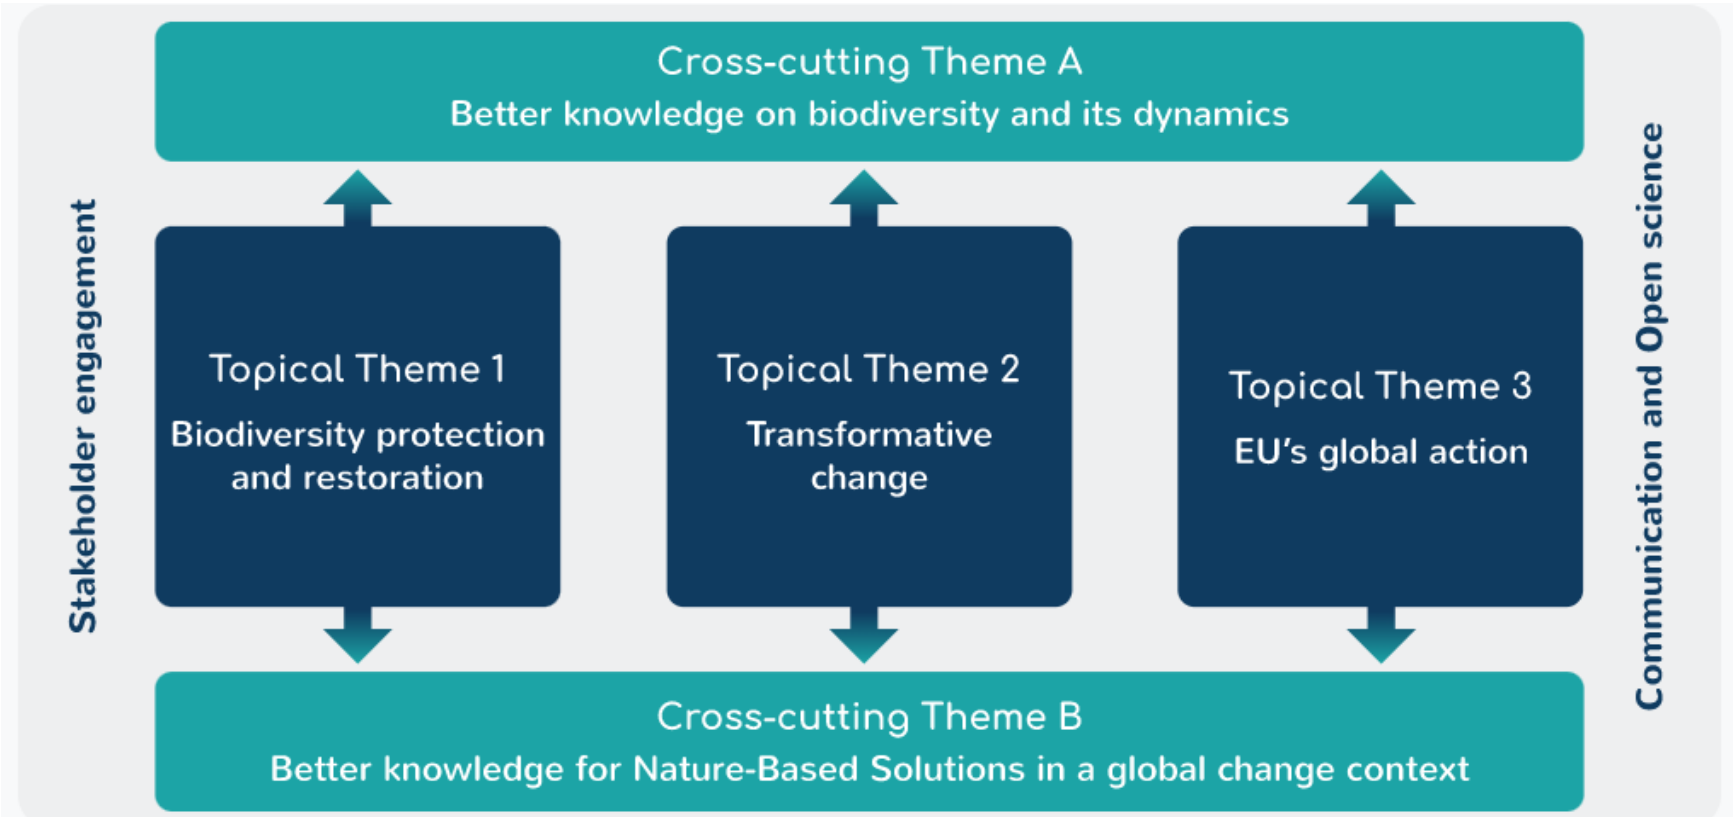 Cross-cutting Theme A
Better knowledge on biodiversity and its dynamics
Stakeholder engagement
Topical Theme 1
Biodiversity protection
and restoration
Topical Theme 2
Transformative
change
Topical Theme 3
EU’s global action
Communication and Open science
Cross-cutting Theme B
Better knowledge for Nature-Based Solutions in a global change context